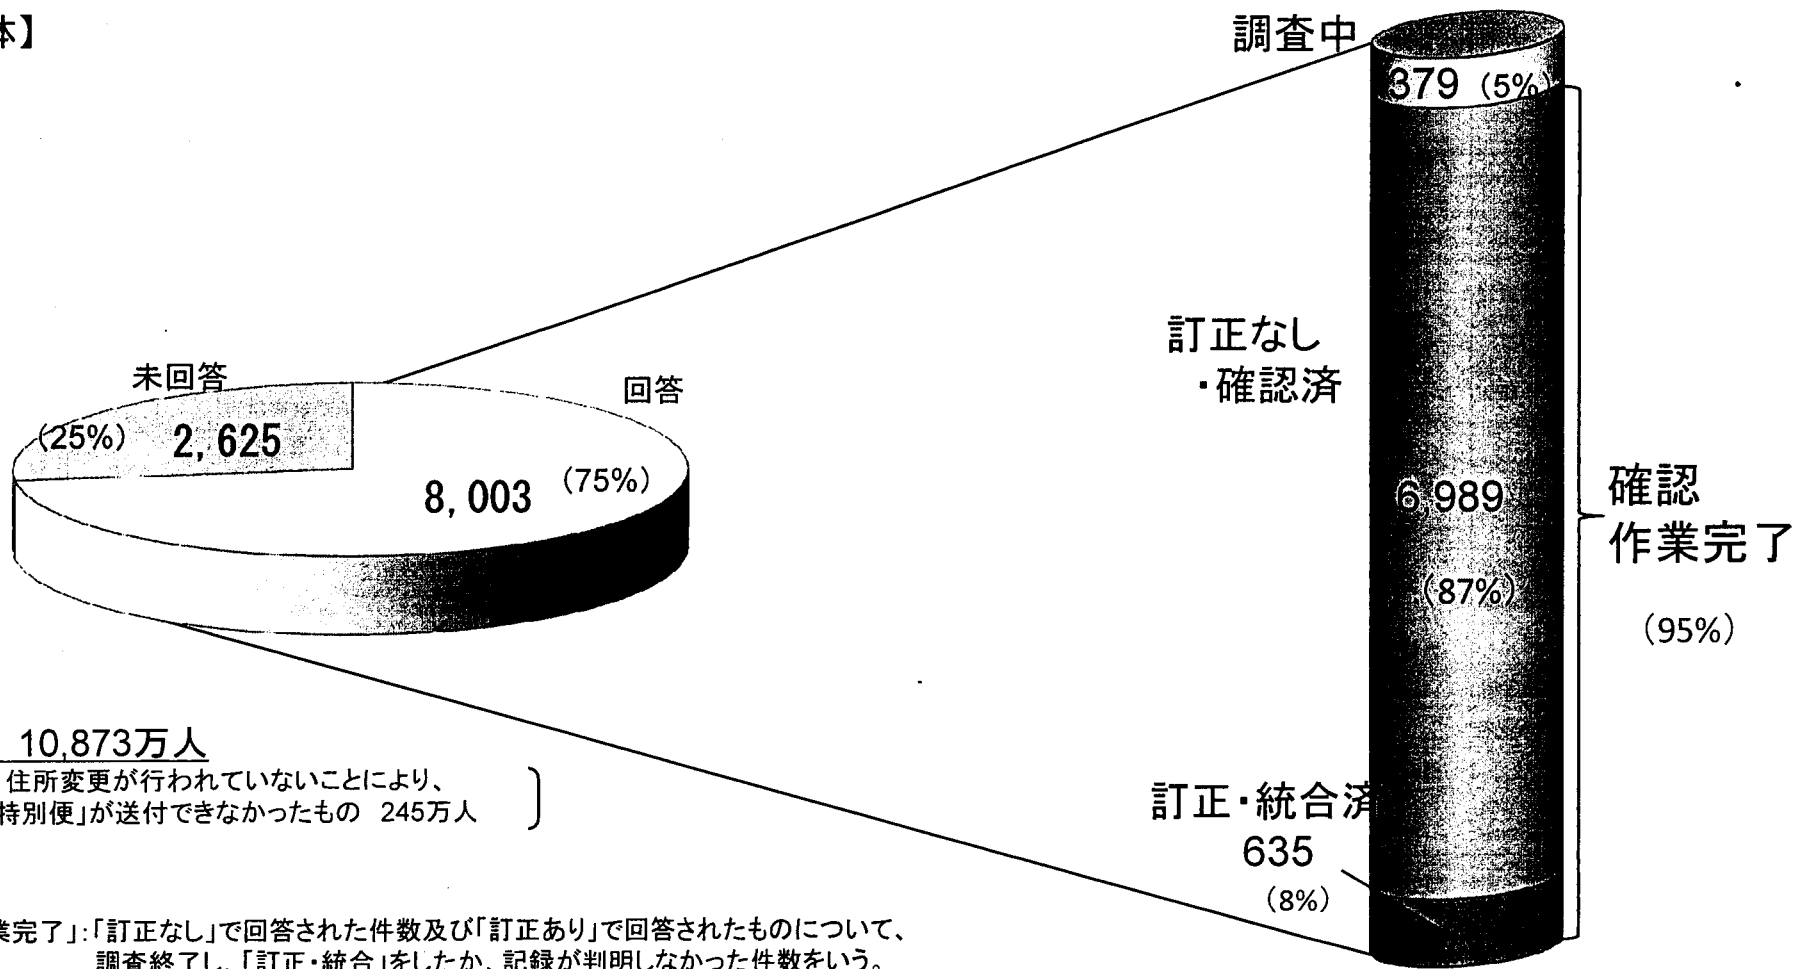 本】
調査中
379 (5%)
未回答
回答
(25%) 2,625
8,003 (75%)
訂正なし
・確認済
6,989
(87%)
確認
作業完了
(95%)
10,873万人
住所変更が行われていないことにより、
特別便」が送付できなかったもの 245万人
訂正・統合済
635
(8%)
業完了」:「訂正なし」で回答された件数及び「訂正あり」で回答されたものについて、
調査終了し、「訂正・統合」をしたか、記録が判明しなかった件数をいう。